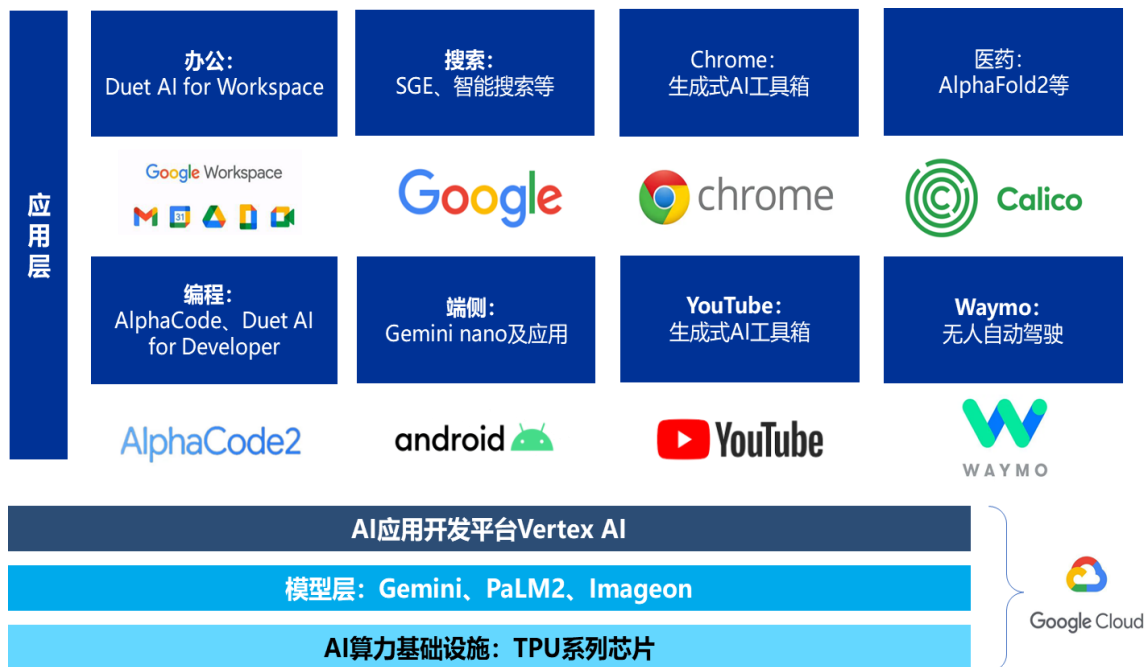 应用层
办公：
Duet AI for Workspace
搜索：
SGE、智能搜索等
Chrome：
生成式AI工具箱
医药：
AlphaFold2等
Google Workspace
31
Google
chrome
Calico
编程：
AlphaCode、Duet AI
for Developer
端侧：
Gemini nano及应用
YouTube：
生成式AI工具箱
Waymo：
无人自动驾驶
AlphaCode2
android
YouTube
WAYMO
AI应用开发平台Vertex AI
模型层：Gemini、PaLM2、Imageon
AI算力基础设施：TPU系列芯片
Google Cloud